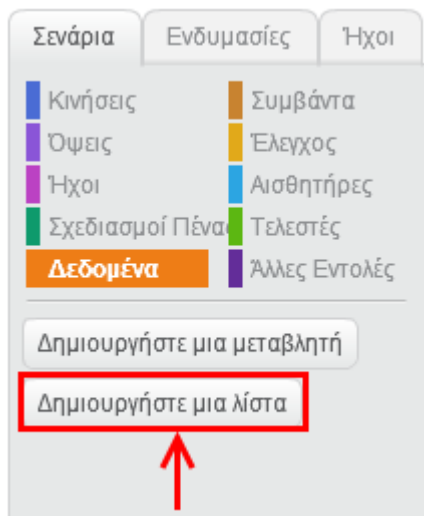 Σενάρια Ενδυμασίες Ήχοι
Κινήσεις Συμβάντα
Όψεις Έλεγχος
Ήχοι Αισθητήρες
Σχεδιασμοί Πένας Τελεστές
Δεδομένα Άλλες Εντολές
Δημιουργήστε μια μεταβλητή
Δημιουργήστε μια λίστα